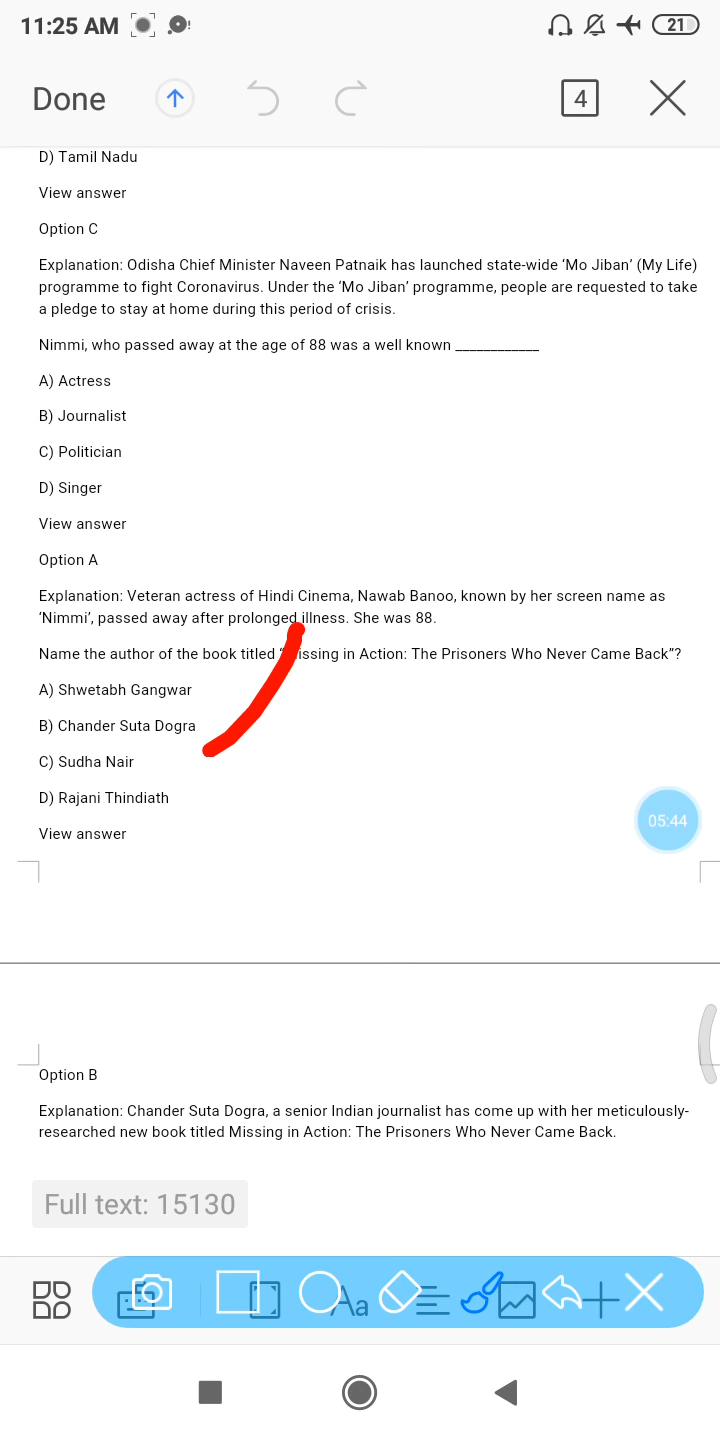 11:25 AM
21
Done
4
D) Tamil Nadu
View answer
Option C
Explanation: Odisha Chief Minister Naveen Patnaik has launched state-wide ‘Mo Jiban’ (My Life)
programme to fight Coronavirus. Under the ‘Mo Jiban’ programme, people are requested to take
a pledge to stay at home during this period of crisis.
Nimmi, who passed away at the age of 88 was a well known ____________
A) Actress
B) Journalist
C) Politician
D) Singer
View answer
Option A
Explanation: Veteran actress of Hindi Cinema, Nawab Banoo, known by her screen name as
‘Nimmi’, passed away after prolonged illness. She was 88.
Name the author of the book titled “Missing in Action: The Prisoners Who Never Came Back”?
A) Shwetabh Gangwar
B) Chander Suta Dogra
C) Sudha Nair
D) Rajani Thindiath
05:44
View answer
Option B
Explanation: Chander Suta Dogra, a senior Indian journalist has come up with her meticulously-
researched new book titled Missing in Action: The Prisoners Who Never Came Back.
Full text: 15130
Aa